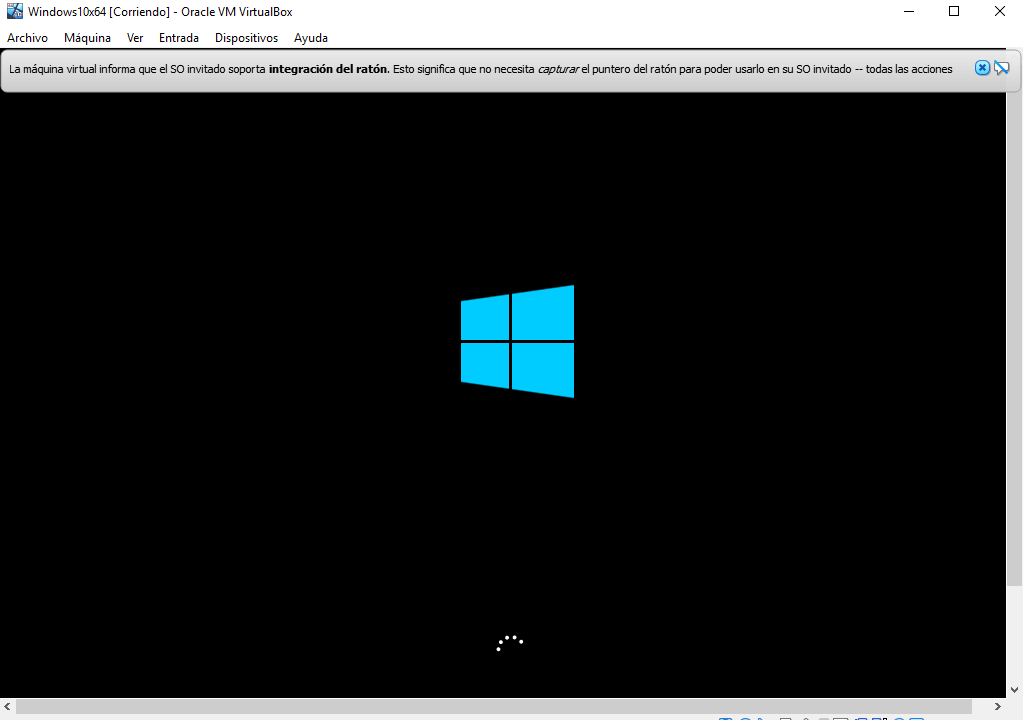 Windows10x64 [Corriendo] - Oracle VM VirtualBox
Archivo Máquina Ver Entrada Dispositivos Ayuda
La máquina virtual informa que el SO invitado soporta integración del ratón. Esto significa que no necesita capturar el puntero del ratón para poder usarlo en su SO invitado -- todas las acciones